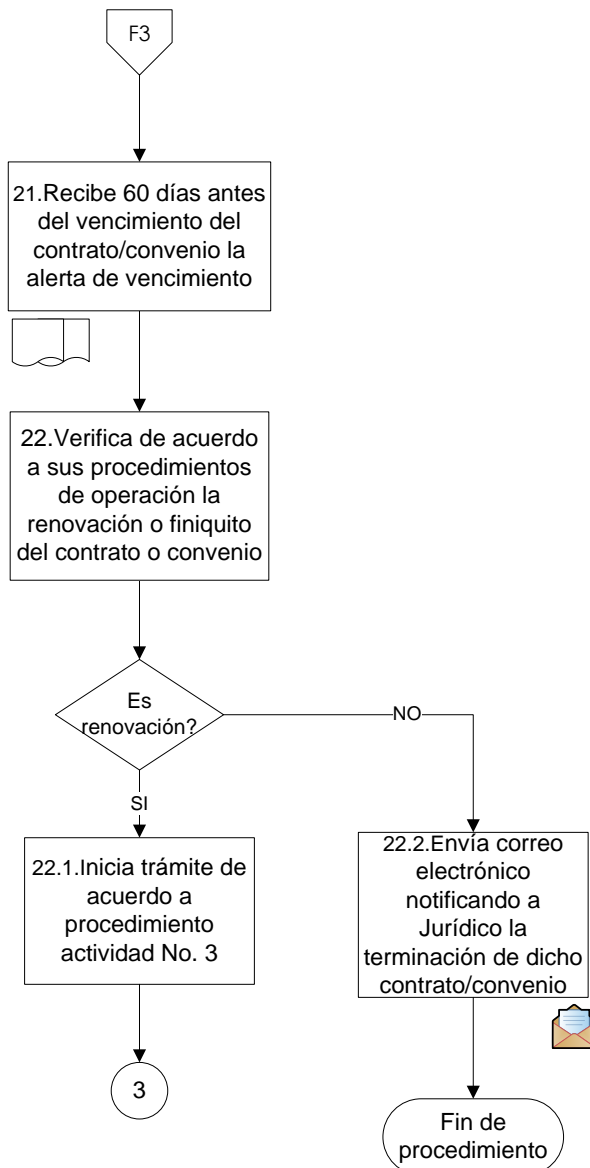 F3
21.Recibe 60 días antes
del vencimiento del
contrato/convenio la
alerta de vencimiento
22.Verifica de acuerdo
a sus procedimientos
de operación la
renovación o finiquito
del contrato o convenio
Es
renovación?
NO
SI
22.1.Inicia trámite de
acuerdo a
procedimiento
actividad No. 3
22.2.Envía correo
electrónico
notificando a
Jurídico la
terminación de dicho
contrato/convenio
3
Fin de
procedimiento